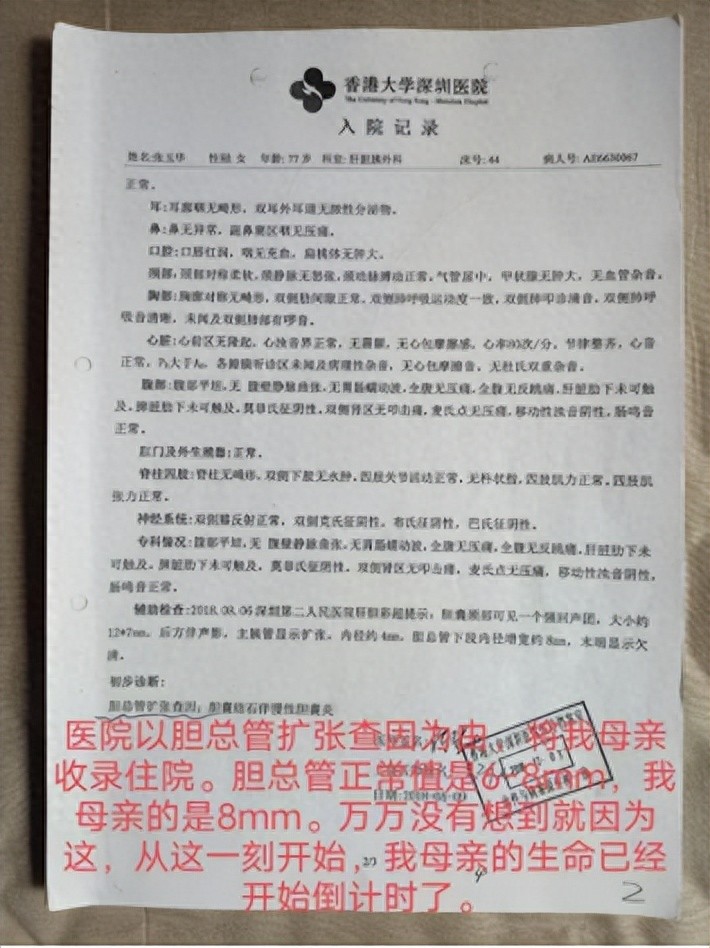 香港大学深圳医院
The University of Hong Kong - Shenzhen Hospital
入院记录
姓名:张玉华 性别:女 年龄:77岁 科室:肝胆胰外科 床号:44 病人号:
正常。
耳:耳廓无畸形，双耳外耳道无脓性分泌物。
鼻:鼻无异常，副鼻窦区无压痛。
口腔:口唇红润，咽无充血，扁桃体无肿大。
颈部:颈部对称柔软，颈静脉无怒张，颈动脉搏动正常，气管居中，甲状腺无肿大，无血管杂音。
胸部:胸廓对称无畸形，双侧肋间隙正常，双侧肺呼吸运动度一致，双侧肺叩诊清音，双侧肺呼
吸音清晰，未闻及双侧肺部有啰音。
心脏:心前区无隆起，心浊音界正常，无震颤，无心包摩擦感，心率80次/分，节律整齐，心音
正常，各瓣膜听诊区未闻及病理性杂音，无心包摩擦音，无杜氏双重杂音。
腹部:腹部平坦，无 腹壁静脉曲张，无胃肠蠕动波，全腹无压痛，全腹无反跳痛，肝脏肋下未可触
及，脾脏肋下未可触及，莫菲氏征阴性，双侧肾区无叩击痛，麦氏点无压痛，移动性浊音阴性，肠鸣音
正常。
肛门及外生殖器:正常。
脊柱四肢:脊柱无畸形，双侧下肢无水肿，四肢关节活动正常，无杵状指，四肢肌力正常，四肢肌
张力正常。
神经系统:双侧膝反射正常，双侧克氏征阴性，布氏征阴性，巴氏征阴性。
专科情况:腹部平坦，无 腹壁静脉曲张，无胃肠蠕动波，全腹无压痛，全腹无反跳痛，肝脏肋下未
可触及，脾脏肋下未可触及，莫菲氏征阴性，双侧肾区无叩击痛，麦氏点无压痛，移动性浊音阴性，
肠鸣音正常。
辅助检查:2018.08.06深圳第二人民医院肝胆彩超提示:胆囊颈部可见一个强回声团，大小约
12*7mm，后方伴声影，主胰管显示扩张，内径约4mm，胆总管下段内径增宽约8mm，末明显示欠
清。
初步诊断:
胆总管扩张查因；胆囊结石伴慢性胆囊炎
医院以胆总管扩张查因为由，将我母亲
收录住院。胆总管正常值是6-8mm，我
母亲的是8mm。万万没有想到就因为
这，从这一刻开始，我母亲的生命已经
开始倒计时了。
2/3
2